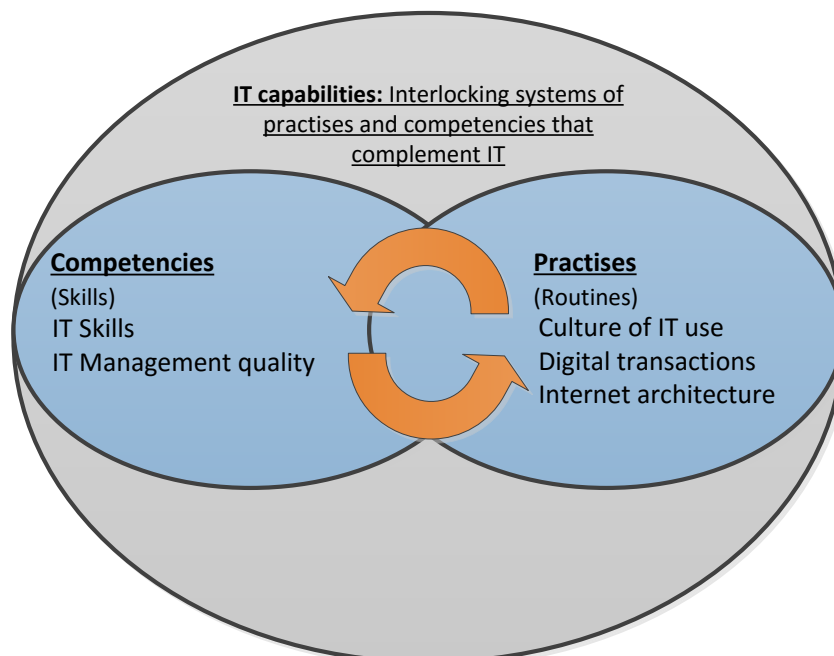 IT capabilities: Interlocking systems of
practises and competencies that
complement IT
Competencies
(Skills)
IT Skills
IT Management quality
Practises
(Routines)
Culture of IT use
Digital transactions
Internet architecture